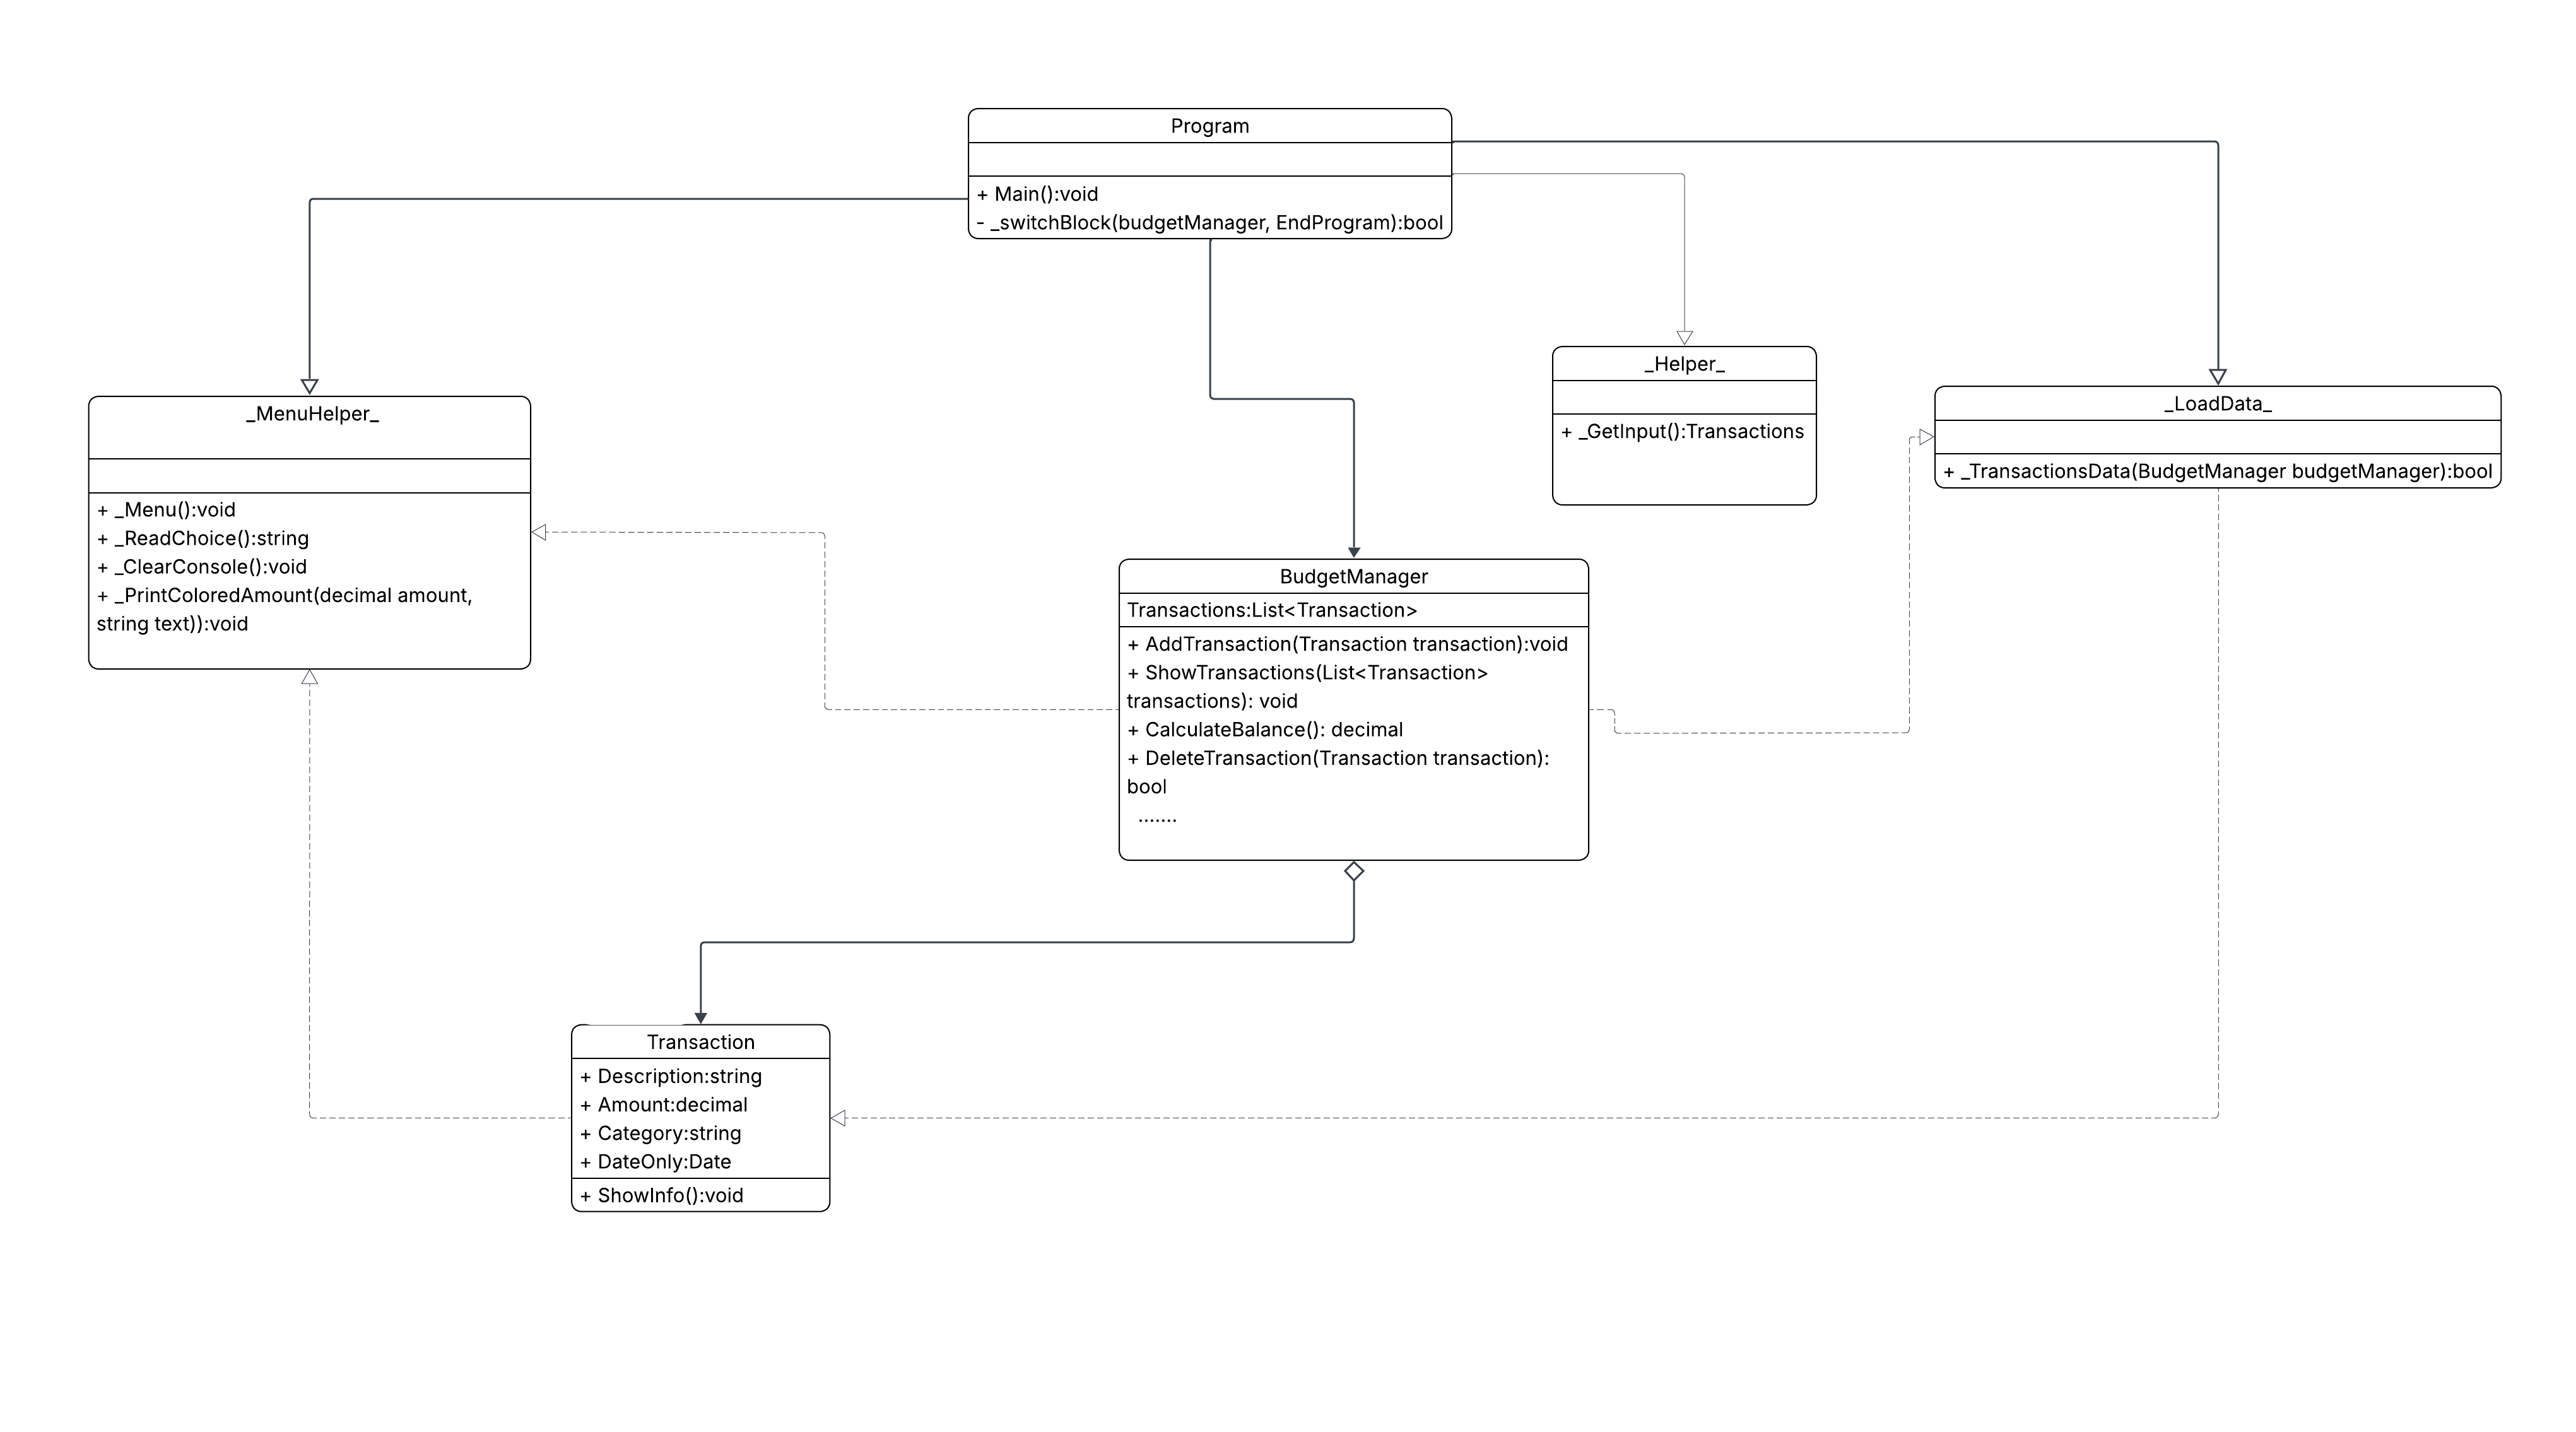 Program
+ Main():void
- _switchBlock(budgetManager, EndProgram):bool
_MenuHelper_
+ _Menu():void
+ _ReadChoice():string
+ _ClearConsole():void
+ _PrintColoredAmount(decimal amount,
string text)):void
_Helper_
+ _GetInput():Transactions
_LoadData_
+ _TransactionsData(BudgetManager budgetManager):bool
BudgetManager
Transactions:List<Transaction>
+ AddTransaction(Transaction transaction):void
+ ShowTransactions(List<Transaction>
transactions): void
+ CalculateBalance(): decimal
+ DeleteTransaction(Transaction transaction):
bool
.......
Transaction
+ Description:string
+ Amount:decimal
+ Category:string
+ DateOnly:Date
+ ShowInfo():void